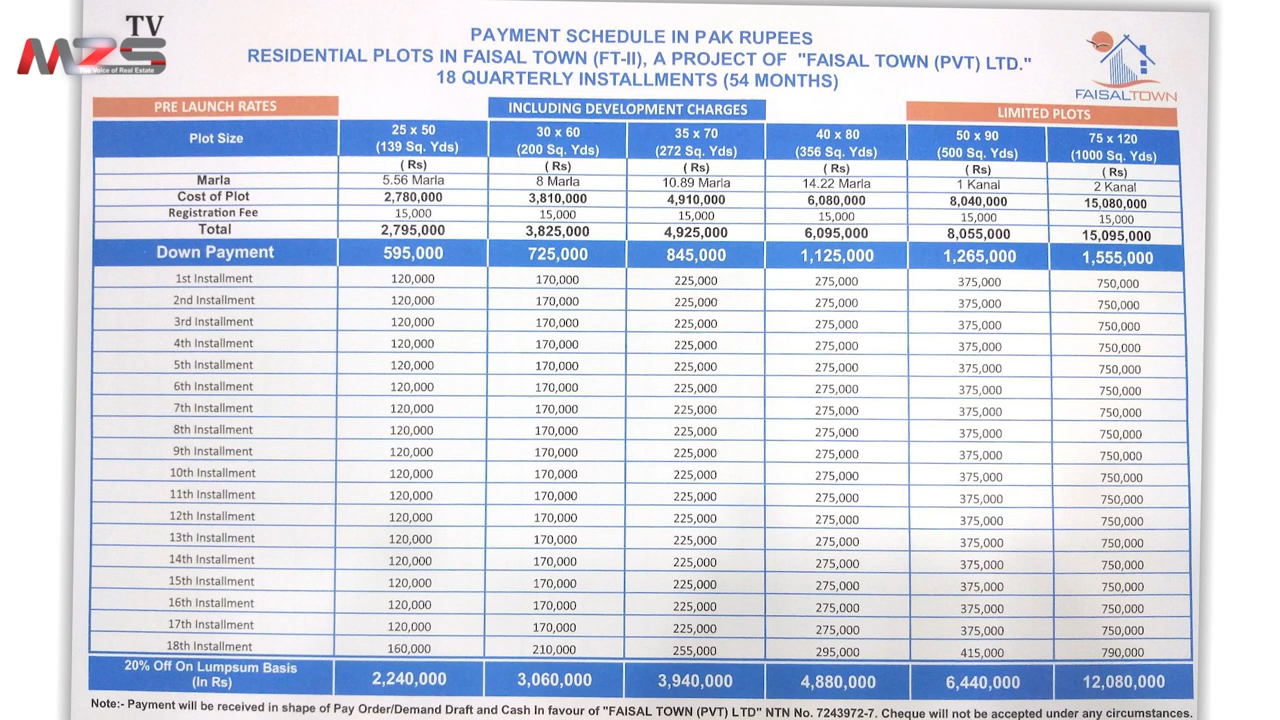 TV
MZS
The Voice of Real Estate
PAYMENT SCHEDULE IN PAK RUPEES
RESIDENTIAL PLOTS IN FAISAL TOWN (FT-II), A PROJECT OF "FAISAL TOWN (PVT) LTD."
18 QUARTERLY INSTALLMENTS (54 MONTHS)
FAISALTOWN
PRE LAUNCH RATES INCLUDING DEVELOPMENT CHARGES LIMITED PLOTS
Plot Size 25 x 50 30 x 60 35 x 70 40 x 80 50 x 90 75 x 120
(139 Sq. Yds) (200 Sq. Yds) (272 Sq. Yds) (356 Sq. Yds) (500 Sq. Yds) (1000 Sq. Yds)
( Rs) ( Rs) ( Rs) ( Rs) ( Rs) ( Rs)
Marla 5.56 Marla 8 Marla 10.89 Marla 14.22 Marla 1 Kanal 2 Kanal
Cost of Plot 2,780,000 3,810,000 4,910,000 6,080,000 8,040,000 15,080,000
Registration Fee 15,000 15,000 15,000 15,000 15,000 15,000
Total 2,795,000 3,825,000 4,925,000 6,095,000 8,055,000 15,095,000
Down Payment 595,000 725,000 845,000 1,125,000 1,265,000 1,555,000
1st Installment 120,000 170,000 225,000 275,000 375,000 750,000
2nd Installment 120,000 170,000 225,000 275,000 375,000 750,000
3rd Installment 120,000 170,000 225,000 275,000 375,000 750,000
4th Installment 120,000 170,000 225,000 275,000 375,000 750,000
5th Installment 120,000 170,000 225,000 275,000 375,000 750,000
6th Installment 120,000 170,000 225,000 275,000 375,000 750,000
7th Installment 120,000 170,000 225,000 275,000 375,000 750,000
8th Installment 120,000 170,000 225,000 275,000 375,000 750,000
9th Installment 120,000 170,000 225,000 275,000 375,000 750,000
10th Installment 120,000 170,000 225,000 275,000 375,000 750,000
11th Installment 120,000 170,000 225,000 275,000 375,000 750,000
12th Installment 120,000 170,000 225,000 275,000 375,000 750,000
13th Installment 120,000 170,000 225,000 275,000 375,000 750,000
14th Installment 120,000 170,000 225,000 275,000 375,000 750,000
15th Installment 120,000 170,000 225,000 275,000 375,000 750,000
16th Installment 120,000 170,000 225,000 275,000 375,000 750,000
17th Installment 120,000 170,000 225,000 275,000 375,000 750,000
18th Installment 160,000 210,000 255,000 295,000 415,000 790,000
20% Off On Lumpsum Basis
(In Rs) 2,240,000 3,060,000 3,940,000 4,880,000 6,440,000 12,080,000
Note:- Payment will be received in shape of Pay Order/Demand Draft and Cash In favour of "FAISAL TOWN (PVT) LTD" NTN No. 7243972-7. Cheque will not be accepted under any circumstances.